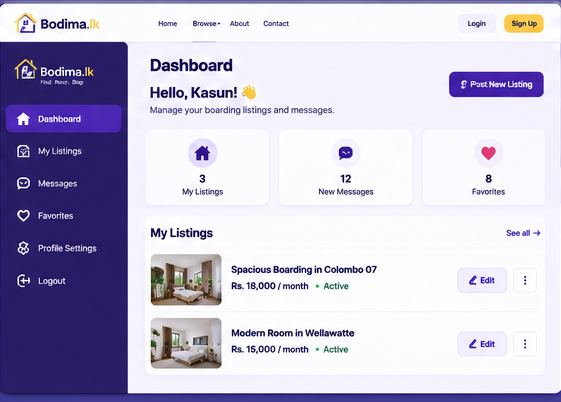 Bodima.lk
Home Browse About Contact
Login Sign Up
Bodima.lk
Dashboard
My Listings
Messages
Favorites
Profile Settings
Logout
Dashboard
Hello, Kasun! 👋
Manage your boarding listings and messages.
Post New Listing
3
My Listings
12
New Messages
8
Favorites
My Listings
See all →
Spacious Boarding in Colombo 07
Rs. 18,000 / month • Active
Edit
Modern Room in Wellawatte
Rs. 15,000 / month • Active
Edit